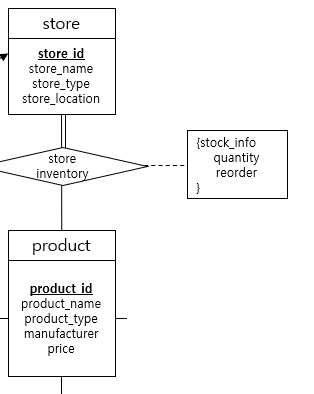 store
store_id
store_name
store_type
store_location
store
inventory
{stock_info
quantity
reorder
}
product
product_id
product_name
product_type
manufacturer
price